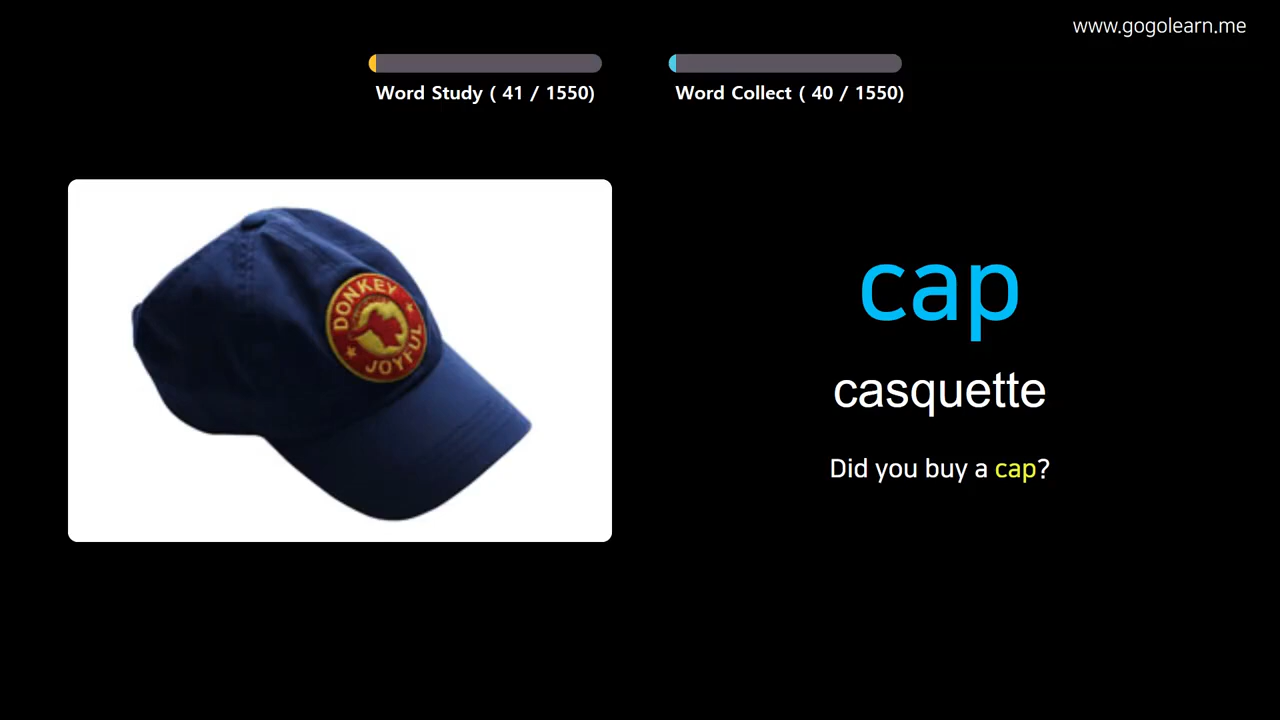 www.gogolearn.me
Word Study ( 41 / 1550)
Word Collect ( 40 / 1550)
DONKEY
JOYFUL
cap
casquette
Did you buy a cap?